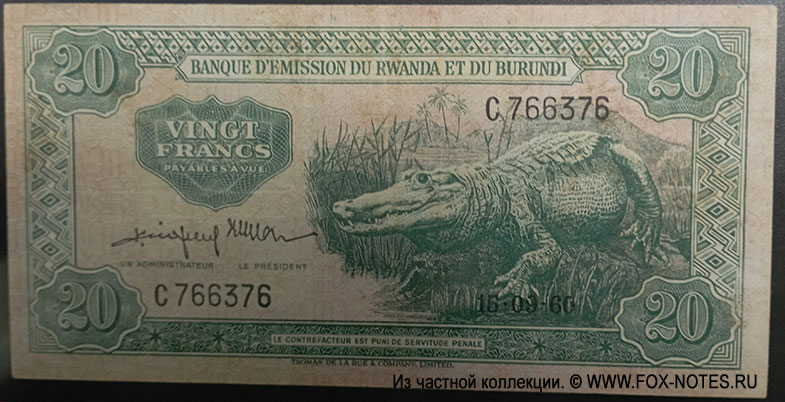 20
20
BANQUE D'EMISSION DU RWANDA ET DU BURUNDI
C766376
VINGT
FRANCS
PAYABLES A VUE
UN ADMINISTRATEUR LE PRÉSIDENT
C766376
15-09-60
20
20
LE CONTREFACTEUR EST PUNI DE SERVITUDE PENALE
THOMAS DE LA RUE & COMPANY, LIMITED.
Из частной коллекции. © WWW.FOX-NOTES.RU